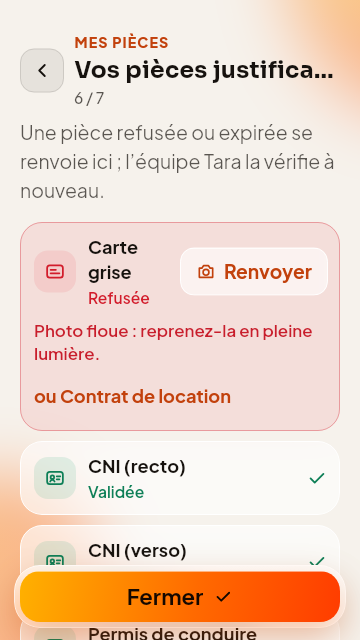 MES PIÈCES
Vos pièces justifica...
6 / 7
Une pièce refusée ou expirée se
renvoie ici ; l’équipe Tara la vérifie à
nouveau.
Carte
grise
Refusée
Renvoyer
Photo floue : reprenez-la en pleine
lumière.
ou Contrat de location
CNI (recto)
Validée
CNI (verso)
Fermer
Permis de conduire